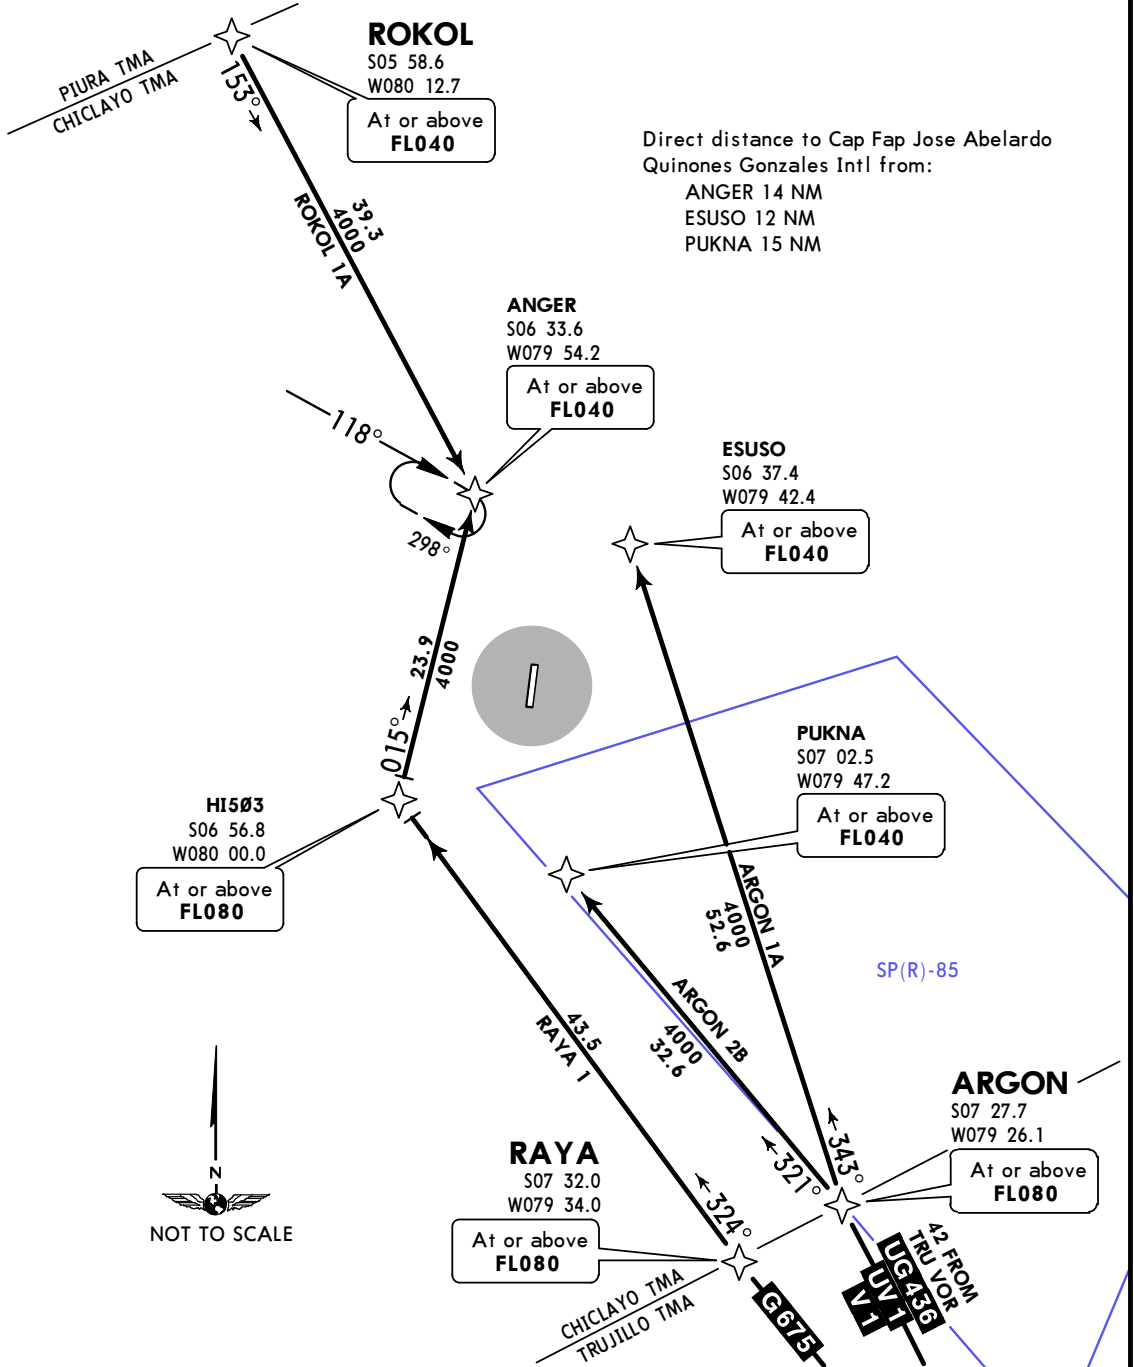 ROKOL
S05 58.6
W080 12.7
At or above
FL040
PIURA TMA
CHICLAYO TMA
153°
39.3
4000
ROKOL 1A
Direct distance to Cap Fap Jose Abelardo
Quinones Gonzales Intl from:
ANGER 14 NM
ESUSO 12 NM
PUKNA 15 NM
ANGER
S06 33.6
W079 54.2
At or above
FL040
118°
298°
ESUSO
S06 37.4
W079 42.4
At or above
FL040
23.9
4000
015°
PUKNA
S07 02.5
W079 47.2
At or above
FL040
HI5Ø3
S06 56.8
W080 00.0
At or above
FL080
ARGON 1A
4000
52.6
SP(R)-85
ARGON 2B
4000
32.6
43.5
RAYA 1
ARGON
S07 27.7
W079 26.1
At or above
FL080
343°
321°
324°
RAYA
S07 32.0
W079 34.0
At or above
FL080
N
NOT TO SCALE
CHICLAYO TMA
TRUJILLO TMA
G 675
V 1
UV 1
UG 436
42 FROM
TRU VOR